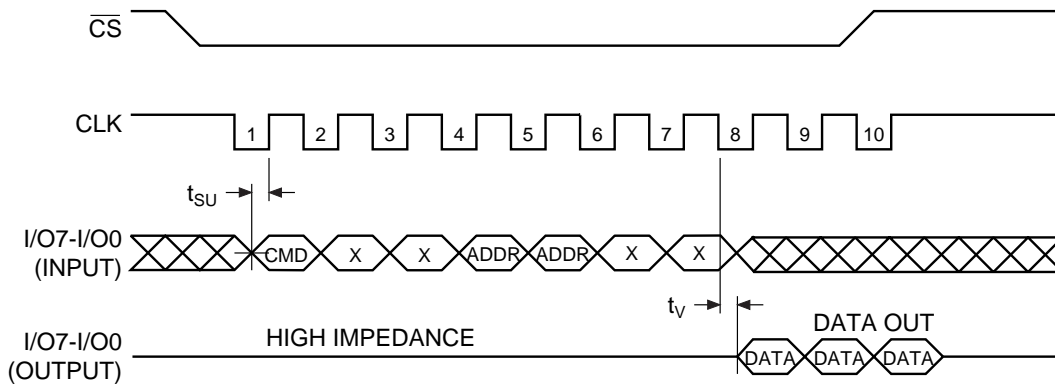 CS
CLK 1 2 3 4 5 6 7 8 9 10
tSU
I/O7-I/O0
(INPUT)
CMD X X ADDR ADDR X X
tV
I/O7-I/O0
(OUTPUT)
HIGH IMPEDANCE
DATA OUT
DATA DATA DATA